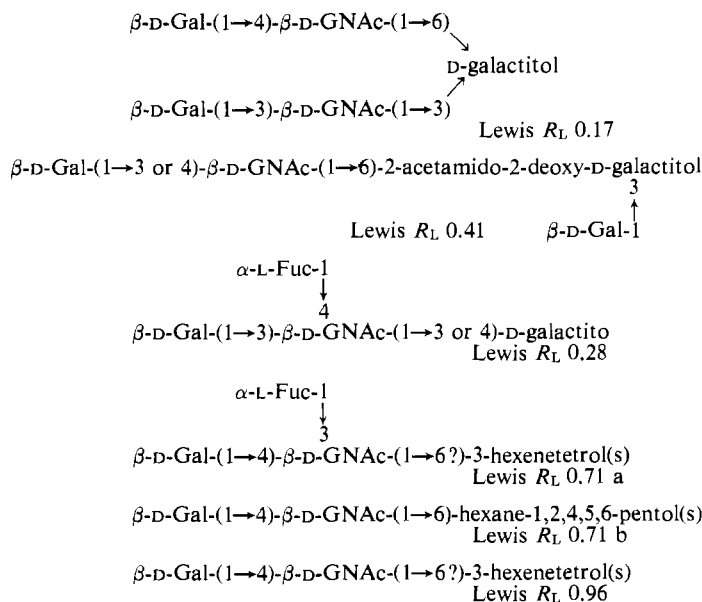 β-D-Gal-(1→4)-β-D-GNAc-(1→6)
D-galactitol
β-D-Gal-(1→3)-β-D-GNAc-(1→3)
Lewis R_L 0.17
β-D-Gal-(1→3 or 4)-β-D-GNAc-(1→6)-2-acetamido-2-deoxy-D-galactitol
3
↑
Lewis R_L 0.41 β-D-Gal-1
α-L-Fuc-1
↓
4
β-D-Gal-(1→3)-β-D-GNAc-(1→3 or 4)-D-galactito
Lewis R_L 0.28
α-L-Fuc-1
↓
3
β-D-Gal-(1→4)-β-D-GNAc-(1→6?)-3-hexenetetrol(s)
Lewis R_L 0.71 a
β-D-Gal-(1→4)-β-D-GNAc-(1→6)-hexane-1,2,4,5,6-pentol(s)
Lewis R_L 0.71 b
β-D-Gal-(1→4)-β-D-GNAc-(1→6?)-3-hexenetetrol(s)
Lewis R_L 0.96